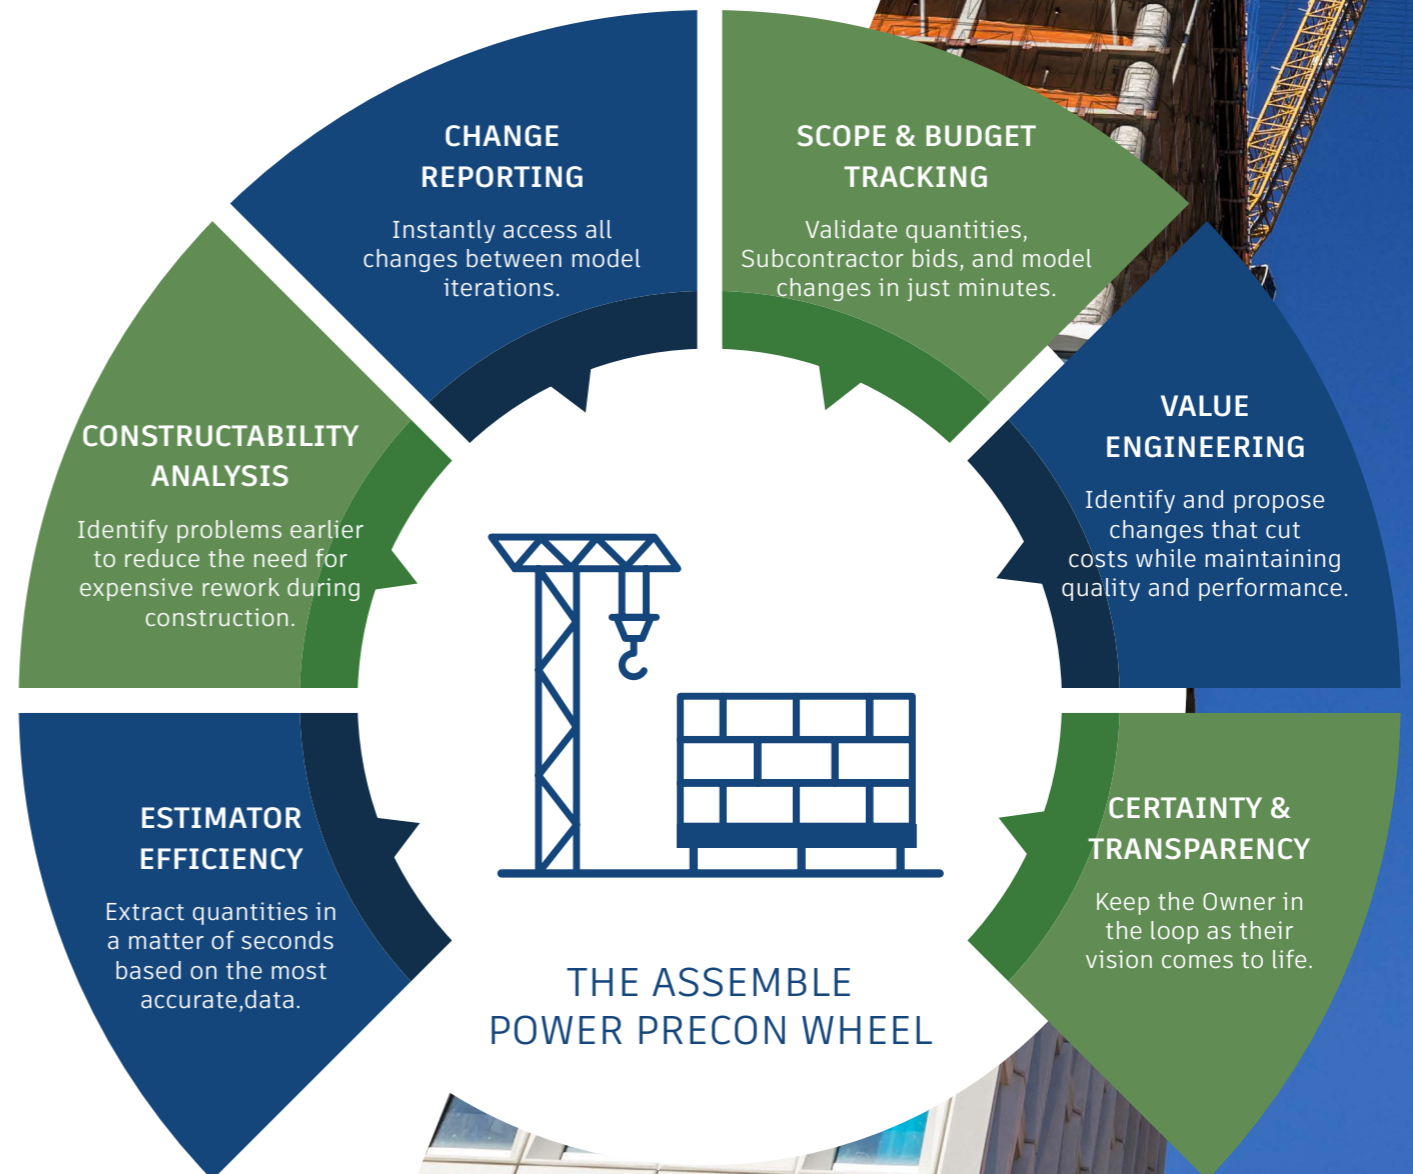 CHANGE
REPORTING
Instantly access all
changes between model
iterations.
SCOPE & BUDGET
TRACKING
Validate quantities,
Subcontractor bids, and model
changes in just minutes.
CONSTRUCTABILITY
ANALYSIS
Identify problems earlier
to reduce the need for
expensive rework during
construction.
VALUE
ENGINEERING
Identify and propose
changes that cut
costs while maintaining
quality and performance.
ESTIMATOR
EFFICIENCY
Extract quantities in
a matter of seconds
based on the most
accurate,data.
CERTAINTY &
TRANSPARENCY
Keep the Owner in
the loop as their
vision comes to life.
THE ASSEMBLE
POWER PRECON WHEEL